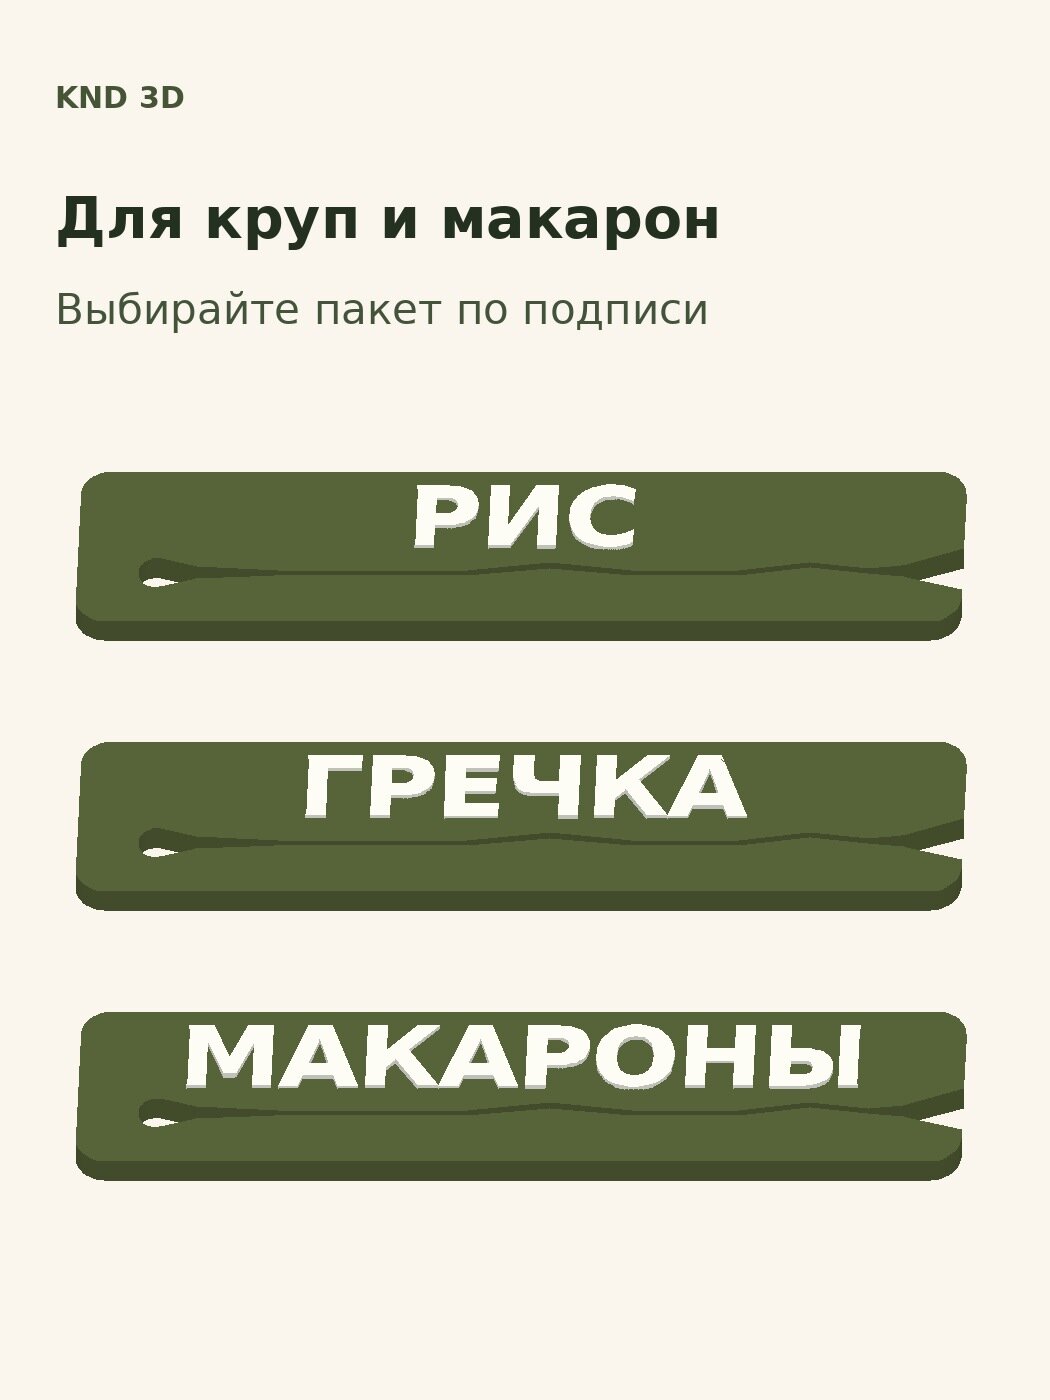 KND 3D
Для круп и макарон
Выбирайте пакет по подписи
РИС
ГРЕЧКА
МАКАРОНЫ